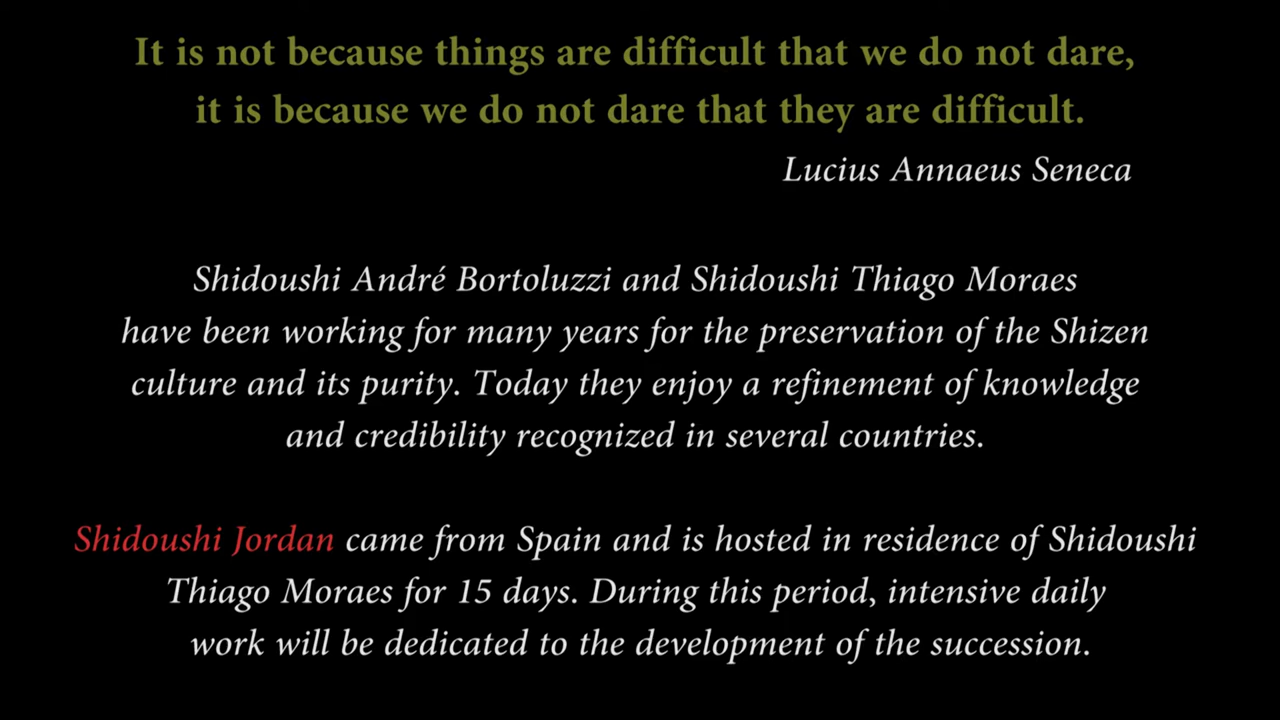 It is not because things are difficult that we do not dare,
it is because we do not dare that they are difficult.
Lucius Annaeus Seneca
Shidoushi André Bortoluzzi and Shidoushi Thiago Moraes
have been working for many years for the preservation of the Shizen
culture and its purity. Today they enjoy a refinement of knowledge
and credibility recognized in several countries.
Shidoushi Jordan came from Spain and is hosted in residence of Shidoushi
Thiago Moraes for 15 days. During this period, intensive daily
work will be dedicated to the development of the succession.